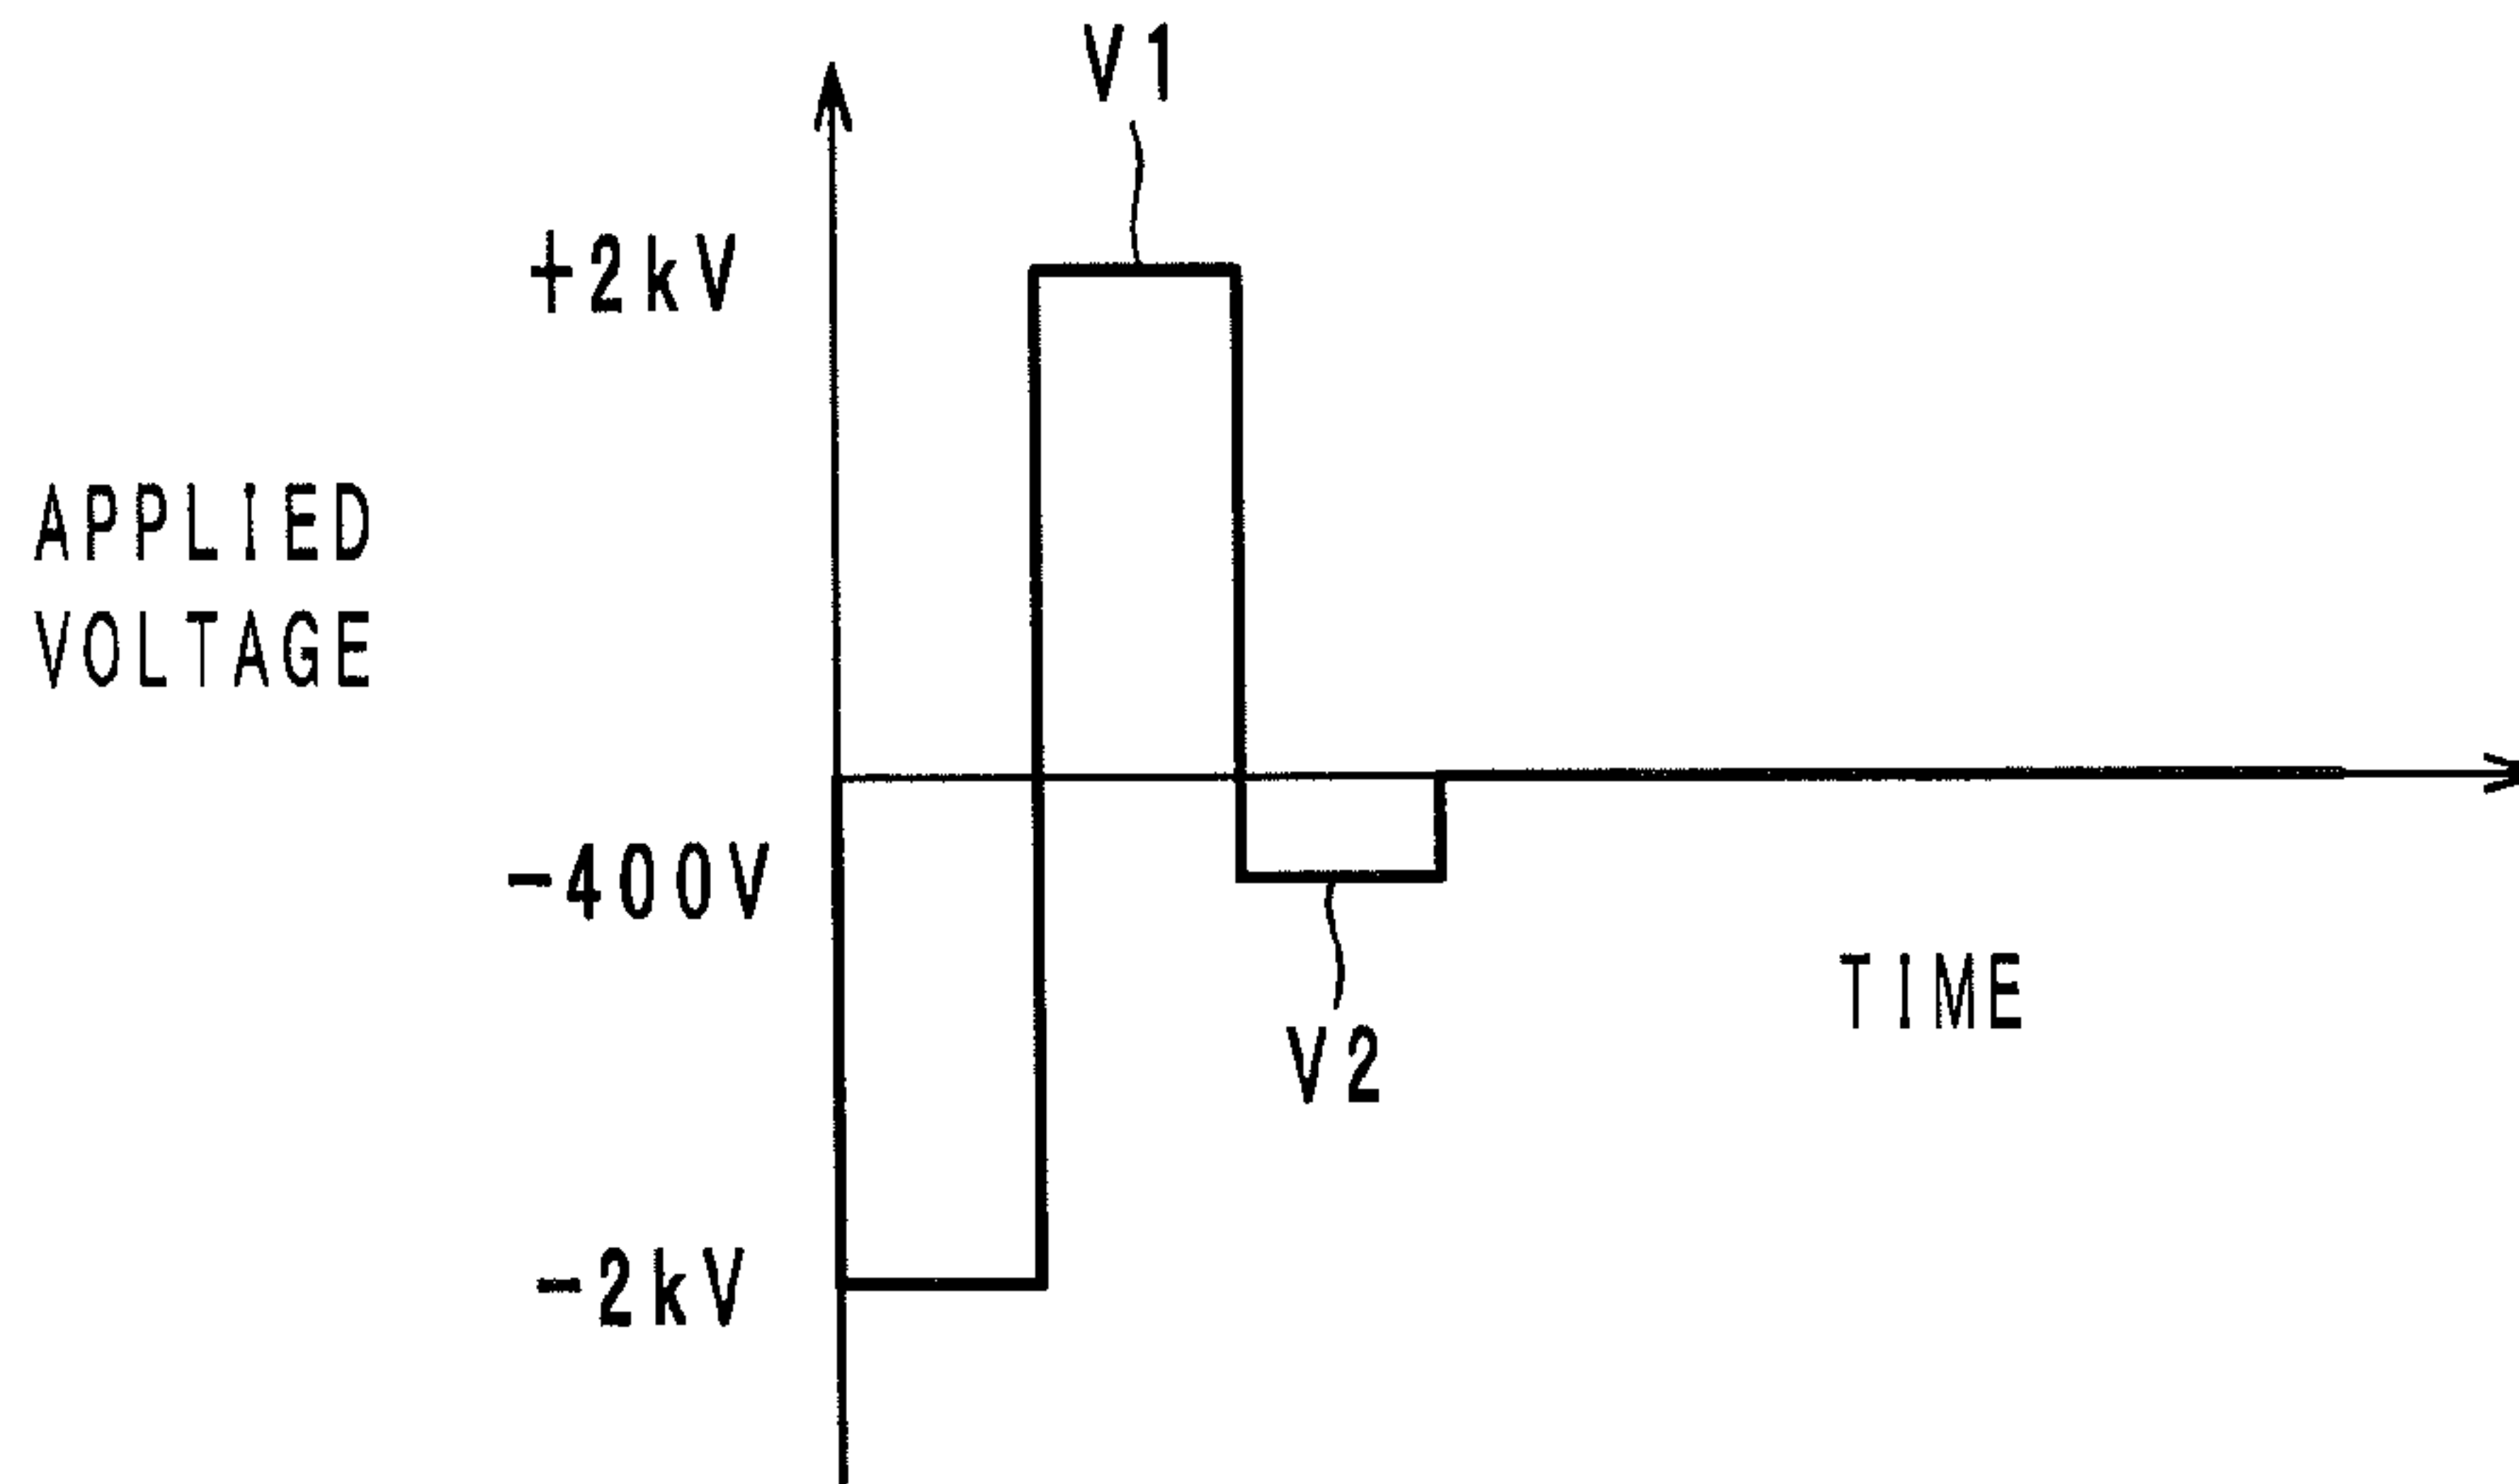 V1
+2kV
APPLIED
VOLTAGE
-400V
TIME
V2
-2kV